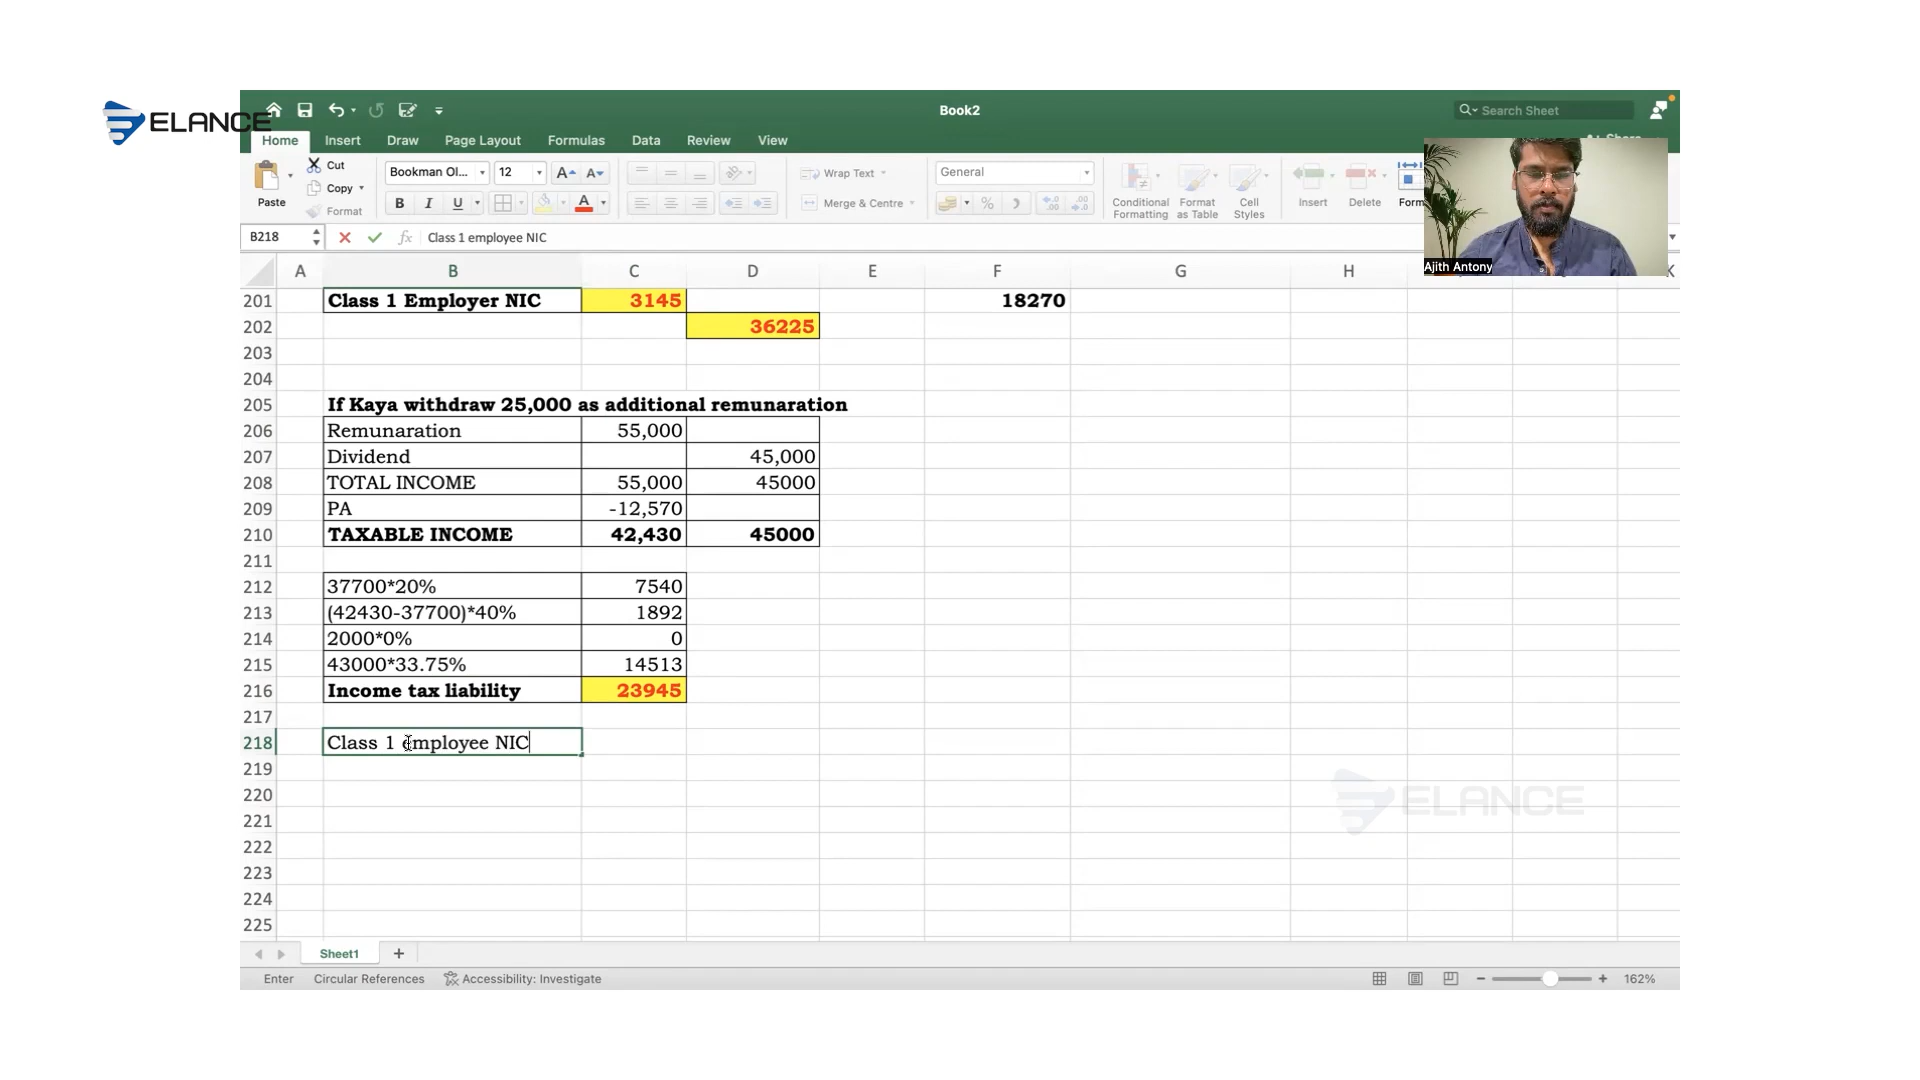 ELANCE
Book2
Search Sheet
Home Insert Draw Page Layout Formulas Data Review View
Paste
Cut
Copy
Format
Bookman Ol... 12
B I U
Wrap Text
Merge & Centre
General
Conditional Formatting
Format as Table
Cell Styles
Insert Delete Form
Ajith Antony
B218 fx Class 1 employee NIC
A B C D E F G H I J K
201 Class 1 Employer NIC 3145 18270
202 36225
203
204
205 If Kaya withdraw 25,000 as additional remunaration
206 Remunaration 55,000
207 Dividend 45,000
208 TOTAL INCOME 55,000 45000
209 PA -12,570
210 TAXABLE INCOME 42,430 45000
211
212 37700*20% 7540
213 (42430-37700)*40% 1892
214 2000*0% 0
215 43000*33.75% 14513
216 Income tax liability 23945
217
218 Class 1 employee NIC
219
220
ELANCE
221
222
223
224
225
Sheet1 +
Enter Circular References Accessibility: Investigate 162%